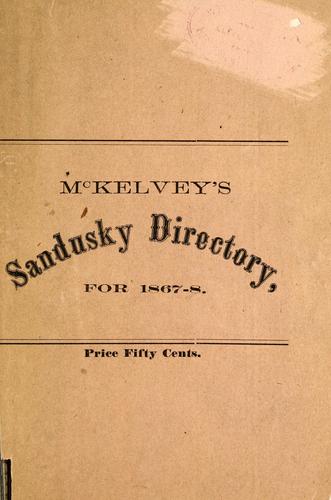 McKELVEY'S
Sandusky Directory,
FOR 1867-8.
Price Fifty Cents.